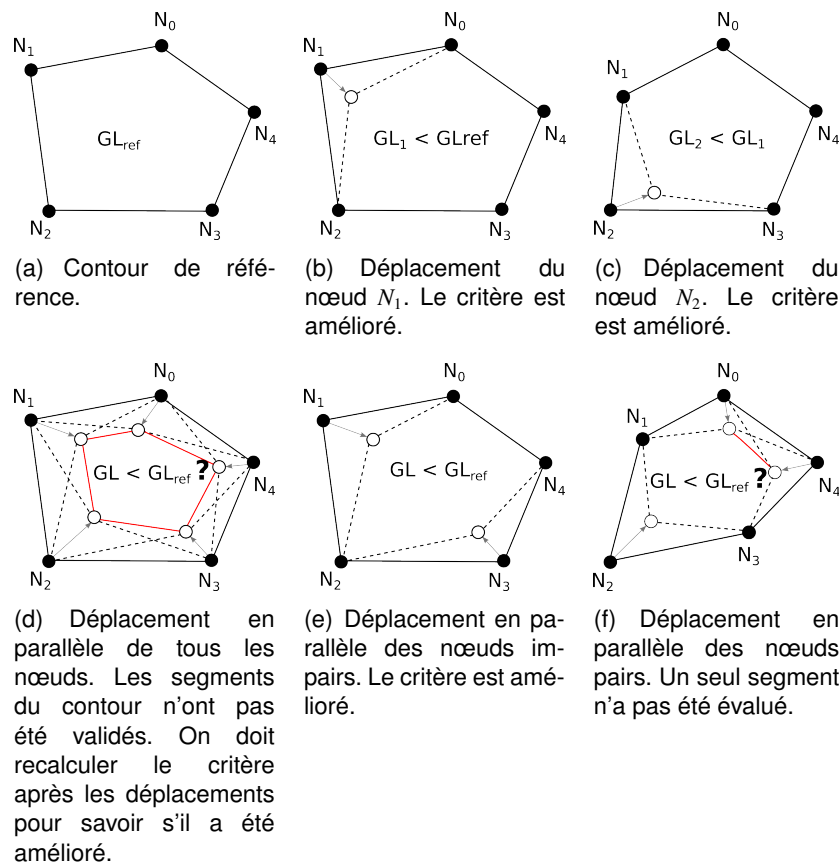 N0
N1
GLref
N4
N2
N3
(a) Contour de réfé-
rence.
N0
N1
GL1 < GLref
N4
N2
N3
(b) Déplacement du
nœud N1. Le critère est
amélioré.
N0
N1
GL2 < GL1
N4
N2
N3
(c) Déplacement du
nœud N2. Le critère
est amélioré.
N0
N1
GL < GLref ?
N4
N2
N3
(d) Déplacement en
parallèle de tous les
nœuds. Les segments
du contour n'ont pas
été validés. On doit
recalculer le critère
après les déplacements
pour savoir s'il a été
amélioré.
N0
N1
GL < GLref
N4
N2
N3
(e) Déplacement en pa-
rallèle des nœuds im-
pairs. Le critère est amé-
lioré.
N0
N1
GL < GLref ?
N4
N3
N2
(f) Déplacement en
parallèle des nœuds
pairs. Un seul segment
n'a pas été évalué.